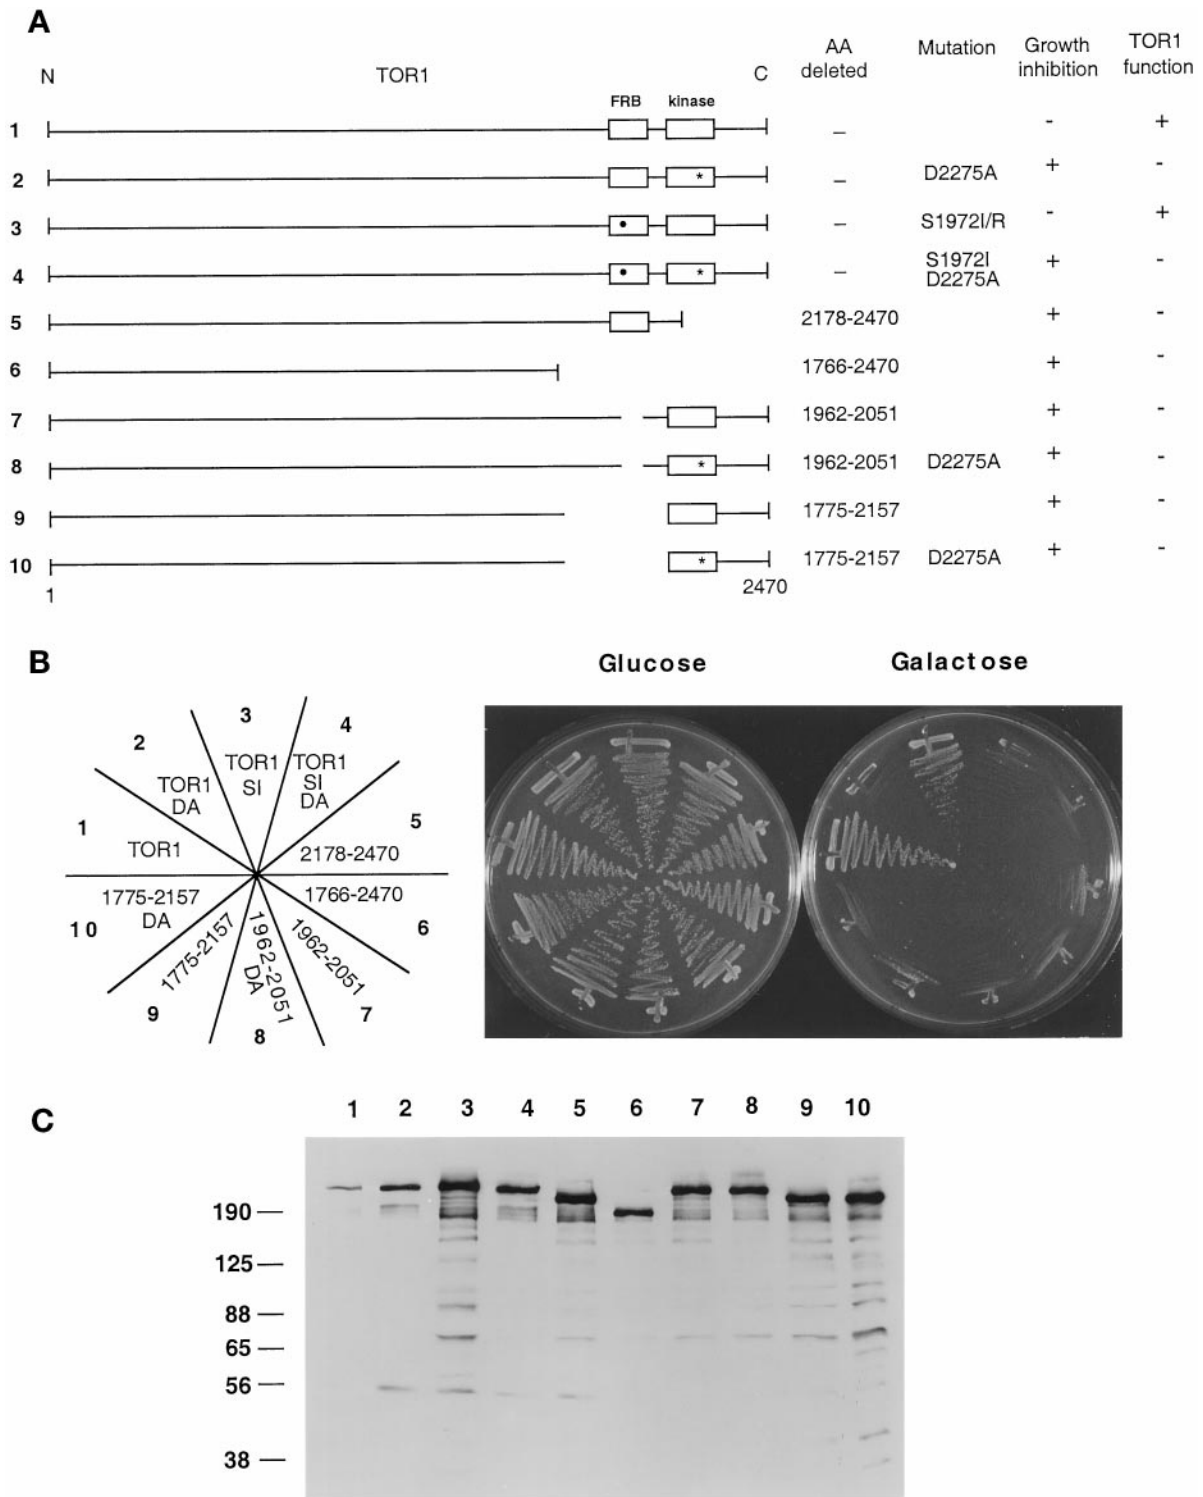 A
AA deleted Mutation Growth inhibition TOR1 function
N TOR1 C
FRB kinase
1 – - +
2 * – D2275A + -
3 • – S1972I/R - +
4 • * – S1972I D2275A + -
5 2178-2470 + -
6 1766-2470 + -
7 1962-2051 + -
8 * 1962-2051 D2275A + -
9 1775-2157 + -
10 * 1775-2157 D2275A + -
1 2470
B
Glucose Galactose
1 TOR1
2 TOR1 DA
3 TOR1 SI
4 TOR1 SI DA
5 2178-2470
6 1766-2470
7 1962-2051
8 1962-2051 DA
9 1775-2157
10 1775-2157 DA
C
1 2 3 4 5 6 7 8 9 10
190
125
88
65
56
38